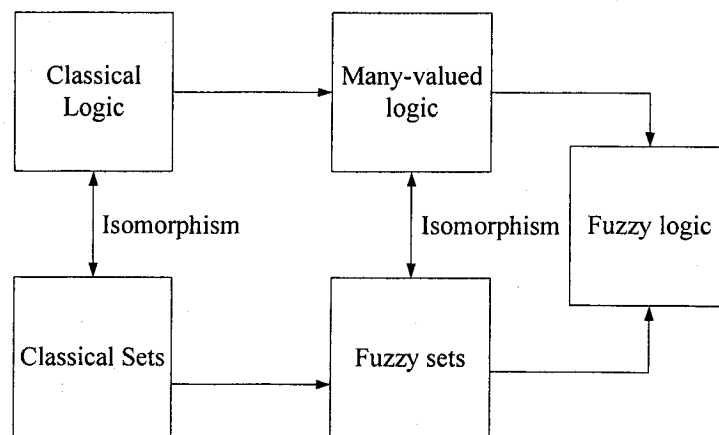 Classical
Logic
Many-valued
logic
Isomorphism
Isomorphism
Fuzzy logic
Classical Sets
Fuzzy sets